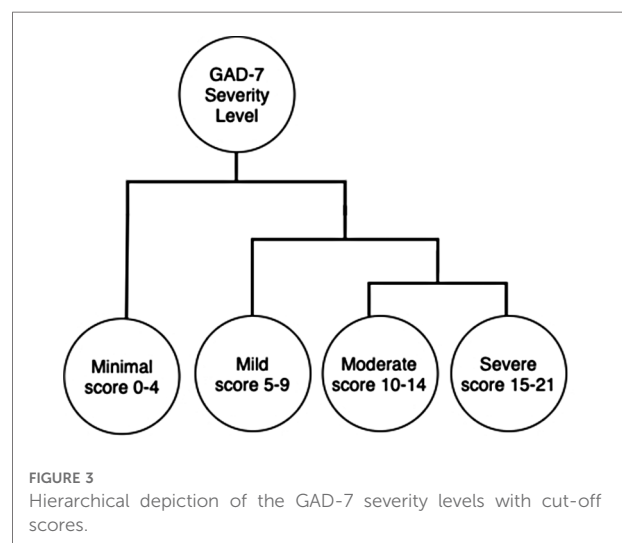 GAD-7
Severity
Level
Minimal
score 0-4
Mild
score 5-9
Moderate
score 10-14
Severe
score 15-21
FIGURE 3
Hierarchical depiction of the GAD-7 severity levels with cut-off
scores.